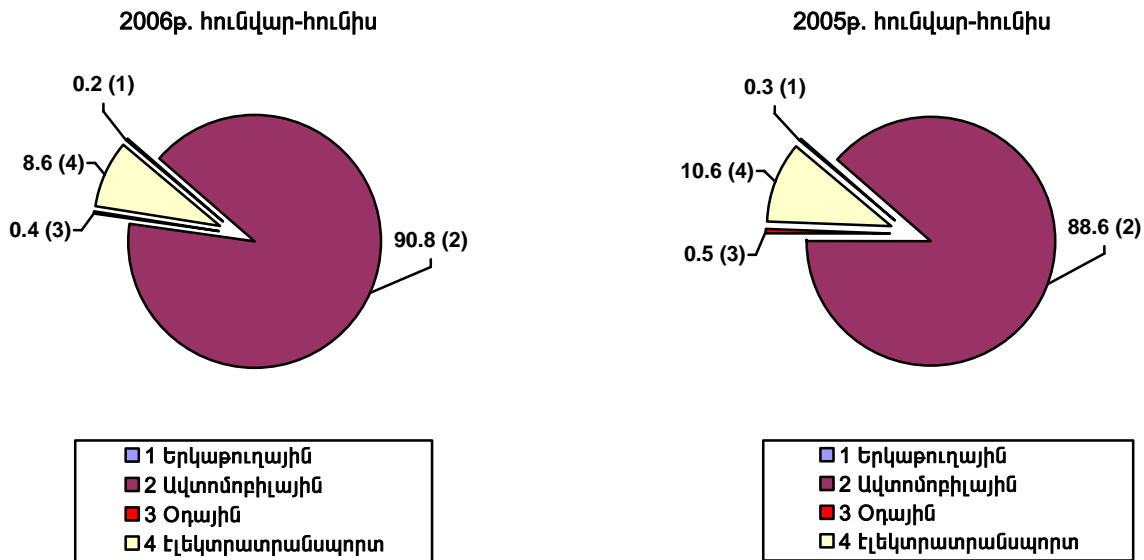 2006թ. հունվար-հունիս
0.2 (1)
8.6 (4)
0.4 (3)
90.8 (2)
1 Երկաթուղային
2 Ավտոմոբիլային
3 Օդային
4 էլեկտրատրանսպորտ
2005թ. հունվար-հունիս
0.3 (1)
10.6 (4)
0.5 (3)
88.6 (2)
1 Երկաթուղային
2 Ավտոմոբիլային
3 Օդային
4 էլեկտրատրանսպորտ